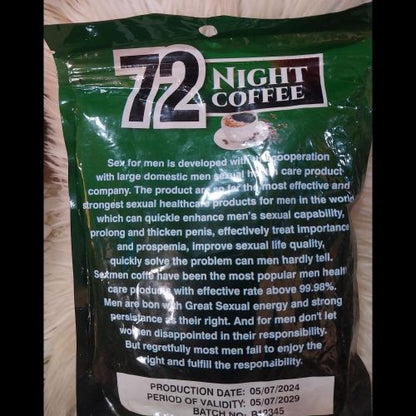 72 NIGHT
COFFEE
Sex for men is developed with cooperation
with large domestic men sexual health care product
company. The product are so far the most effective and
strongest sexual healthcare products for men in the world
which can quickle enhance men's sexual capability,
prolong and thicken penis, effectively treat importance
and prospemia, improve sexual life quality,
quickly solve the problem can men hardly tell.
Sexmen coffe have been the most popular men health
care products with effective rate above 99.98%.
Men are bon with Great Sexual energy and strong
persistance as their right. And for men don't let
women disappointed in their responsibility.
But regretfully most men fail to enjoy the
right and fulfill the responsibility.
PRODUCTION DATE: 05/07/2024
PERIOD OF VALIDITY: 05/07/2029
BATCH NO: B12345